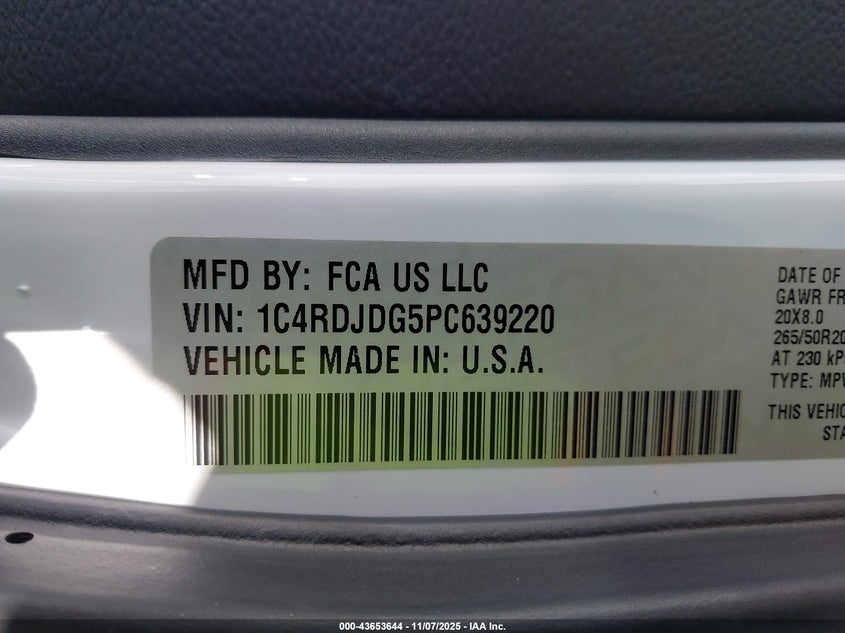 MFD BY: FCA US LLC
VIN: 1C4RDJDG5PC639220
VEHICLE MADE IN: U.S.A.
DATE OF
GAWR FR
20X8.0
265/50R20
AT 230 kP
TYPE: MPV
THIS VEHIC
STA
000-43653644 — 11/07/2025 — IAA Inc.